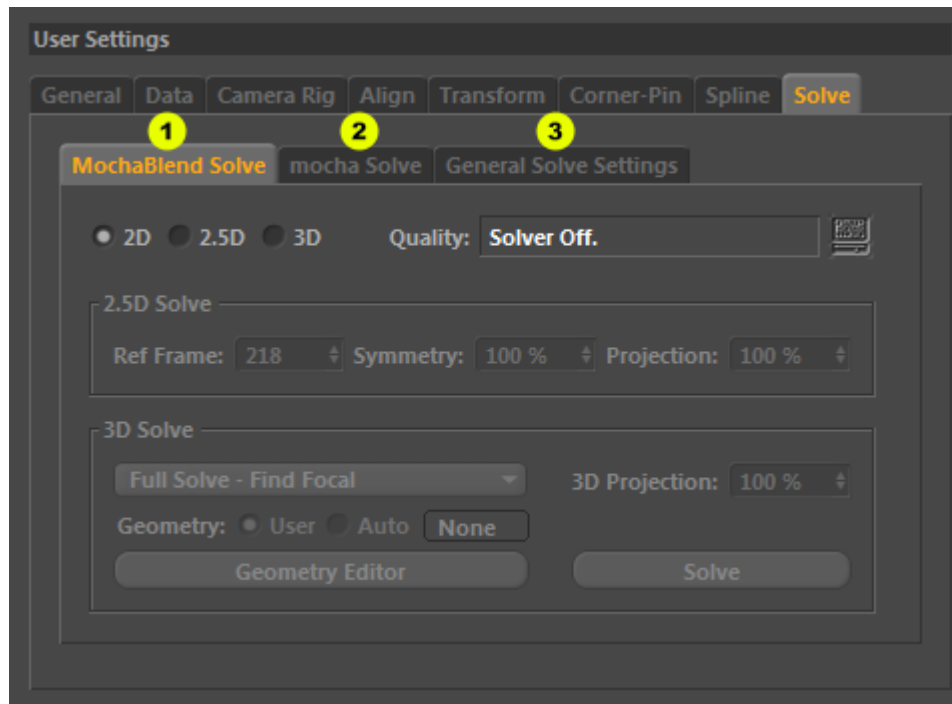 User Settings
General Data Camera Rig Align Transform Corner-Pin Spline Solve
1 2 3
MochaBlend Solve mocha Solve General Solve Settings
2D 2.5D 3D Quality: Solver Off.
2.5D Solve
Ref Frame: 218 Symmetry: 100 % Projection: 100 %
3D Solve
Full Solve - Find Focal 3D Projection: 100 %
Geometry: User Auto None
Geometry Editor Solve